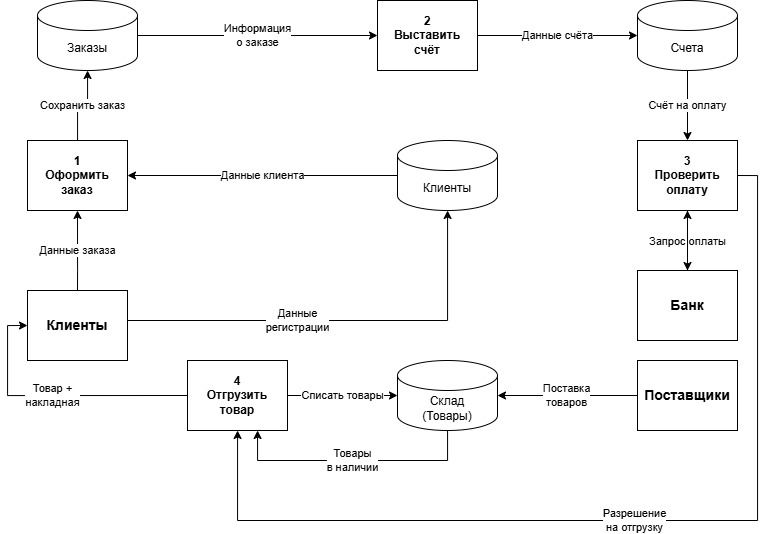 Заказы
Информация
о заказе
2
Выставить
счёт
Данные счёта
Счета
Сохранить заказ
Счёт на оплату
1
Оформить
заказ
Данные клиента
Клиенты
3
Проверить
оплату
Данные заказа
Запрос оплаты
Клиенты
Данные
регистрации
Банк
Товар +
накладная
4
Отгрузить
товар
Списать товары
Склад
(Товары)
Поставка
товаров
Поставщики
Товары
в наличии
Разрешение
на отгрузку